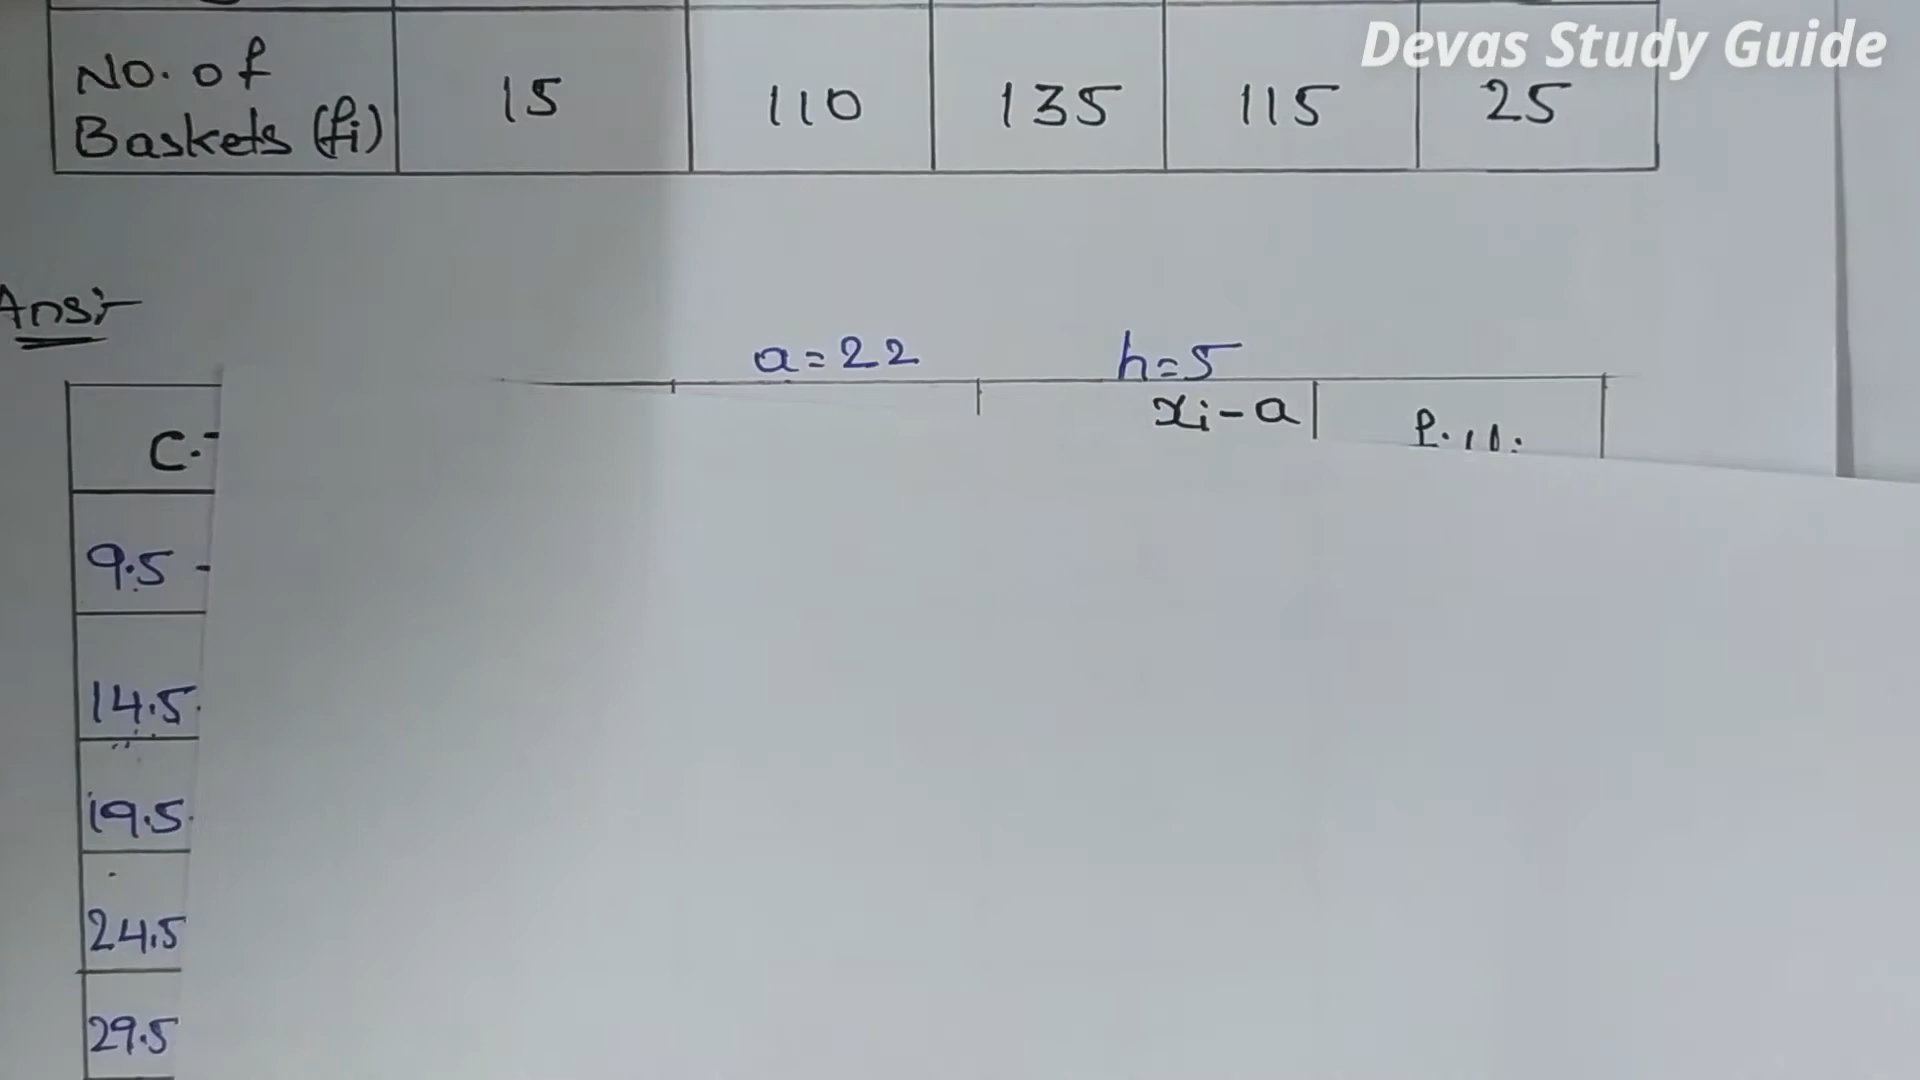 Devas Study Guide
No. of Baskets (fi) 15 110 135 115 25
Ans:-
a=22 h=5
xi-a
C.
9.5 -
14.5
19.5
24.5
29.5